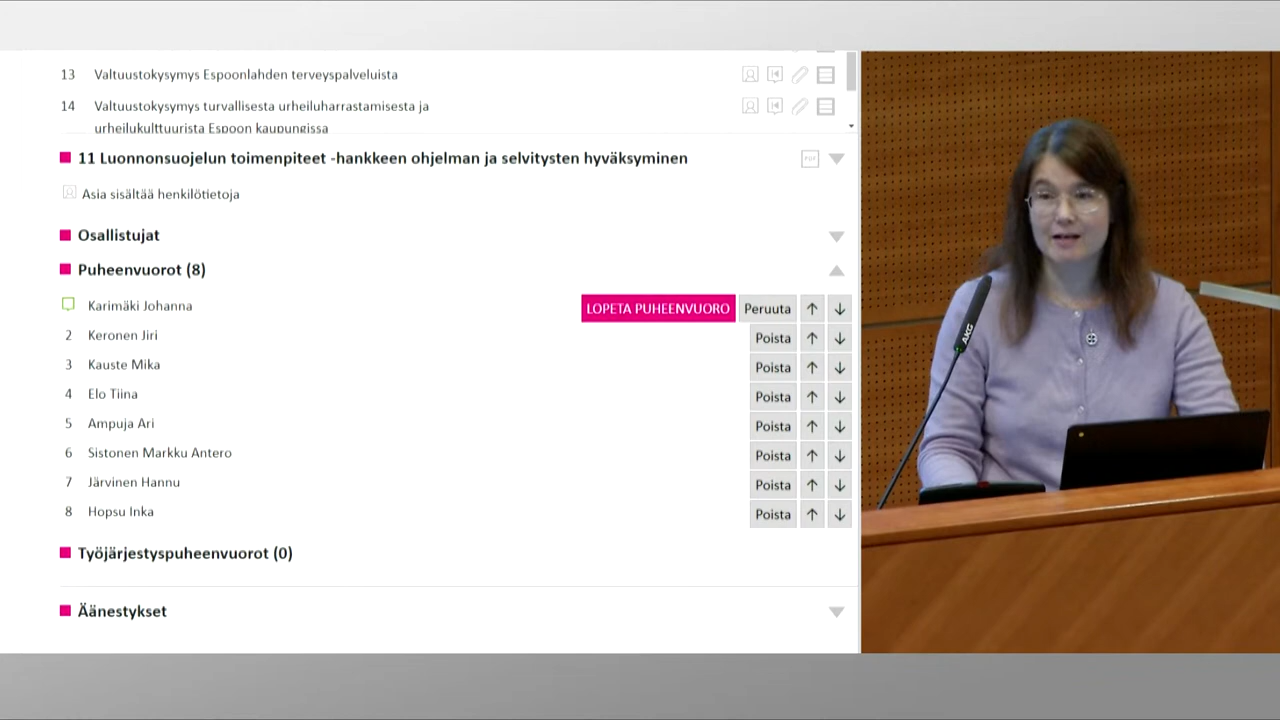 13 Valtuustokysymys Espoonlahden terveyspalveluista
14 Valtuustokysymys turvallisesta urheiluharrastamisesta ja
urheilukulttuurista Espoon kaupungissa
11 Luonnonsuojelun toimenpiteet -hankkeen ohjelman ja selvitysten hyväksyminen
PDF
Asia sisältää henkilötietoja
Osallistujat
Puheenvuorot (8)
Karimäki Johanna LOPETA PUHEENVUORO Peruuta
2 Keronen Jiri Poista
3 Kauste Mika Poista
4 Elo Tiina Poista
5 Ampuja Ari Poista
6 Sistonen Markku Antero Poista
7 Järvinen Hannu Poista
8 Hopsu Inka Poista
Työjärjestyspuheenvuorot (0)
Äänestykset
AKG